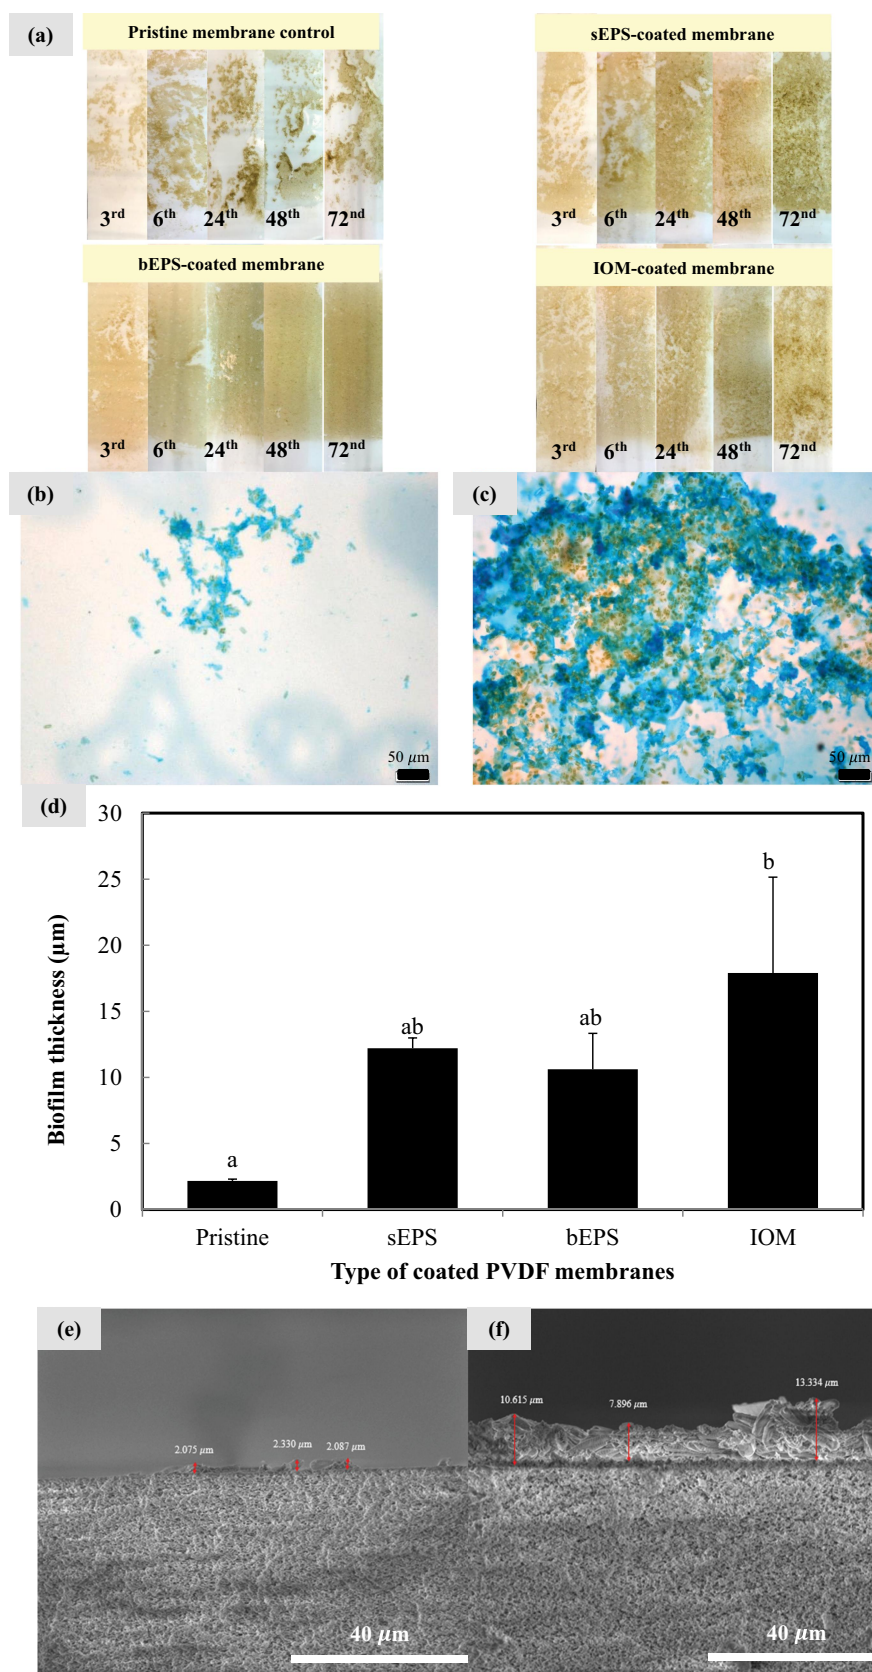 (a)
Pristine membrane control
3rd 6th 24th 48th 72nd
sEPS-coated membrane
3rd 6th 24th 48th 72nd
bEPS-coated membrane
3rd 6th 24th 48th 72nd
IOM-coated membrane
3rd 6th 24th 48th 72nd
(b)
50 µm
(c)
50 µm
(d)
30
25
20
15
10
5
0
Biofilm thickness (µm)
a
ab
ab
b
Pristine sEPS bEPS IOM
Type of coated PVDF membranes
(e)
2.075 µm
2.330 µm
2.087 µm
40 µm
(f)
10.615 µm
7.896 µm
13.334 µm
40 µm